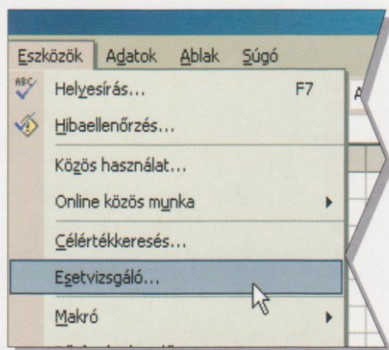 Eszközök Adatok Ablak Súgó
Helyesírás... F7
Hibaellenőrzés...
Közös használat...
Online közös munka
Célértékkeresés...
Esetvizsgáló...
Makró